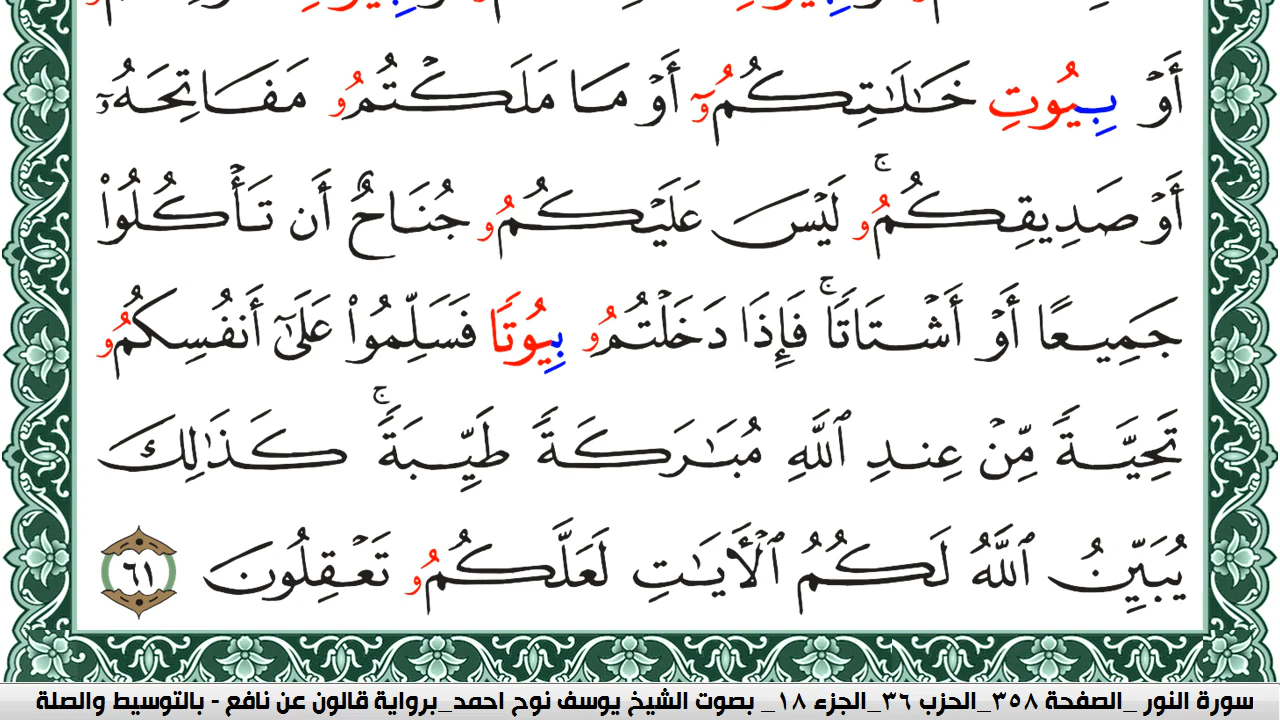 أَوْ بِيُوتِ خَٰلَٰتِكُمُۥٓ أَوْ مَا مَلَكْتُمُۥ مَفَاتِحَهُۥٓ
أَوْ صَدِيقِكُمُۥۚ لَيْسَ عَلَيْكُمُۥ جُنَاحٌ أَن تَأْكُلُواْ
جَمِيعًا أَوْ أَشْتَاتًاۚ فَإِذَا دَخَلْتُمُۥ بِيُوتًا فَسَلِّمُواْ عَلَىٰٓ أَنفُسِكُمُۥ
تَحِيَّةً مِّنْ عِندِ ٱللَّهِ مُبَٰرَكَةً طَيِّبَةًۚ كَذَٰلِكَ
يُبَيِّنُ ٱللَّهُ لَكُمُ ٱلْأَيَٰتِ لَعَلَّكُمُۥ تَعْقِلُونَ ٦١
سورة النور _الصفحة ٣٥٨_الحزب ٣٦_الجزء ١٨_ بصوت الشيخ يوسف نوح احمد_برواية قالون عن نافع - بالتوسيط والصلة